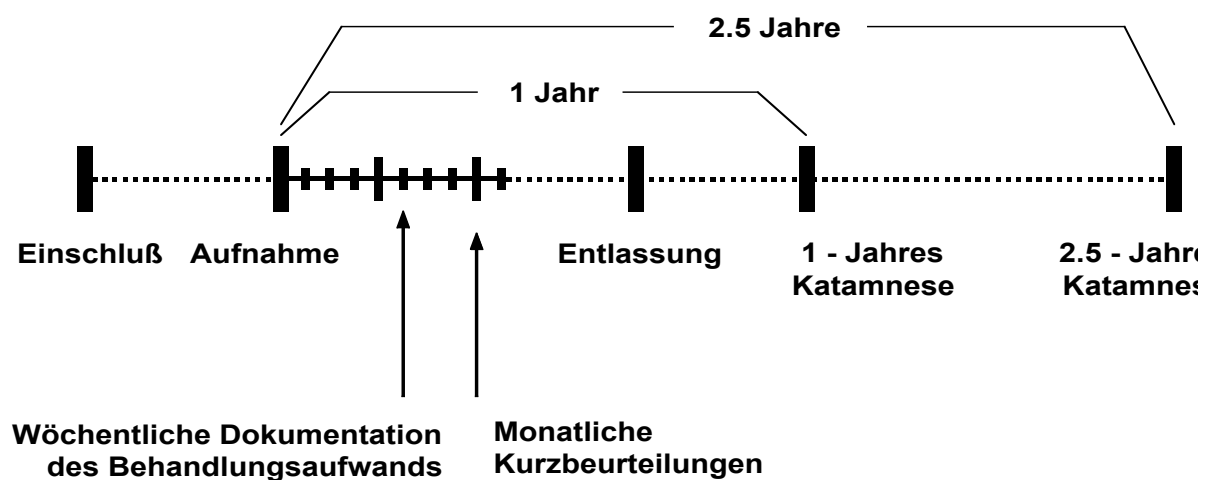 2.5 Jahre
1 Jahr
Einschluß Aufnahme Entlassung
1 - Jahres
Katamnese
2.5 - Jahre
Katamnes
Wöchentliche Dokumentation
des Behandlungsaufwands
Monatliche
Kurzbeurteilungen